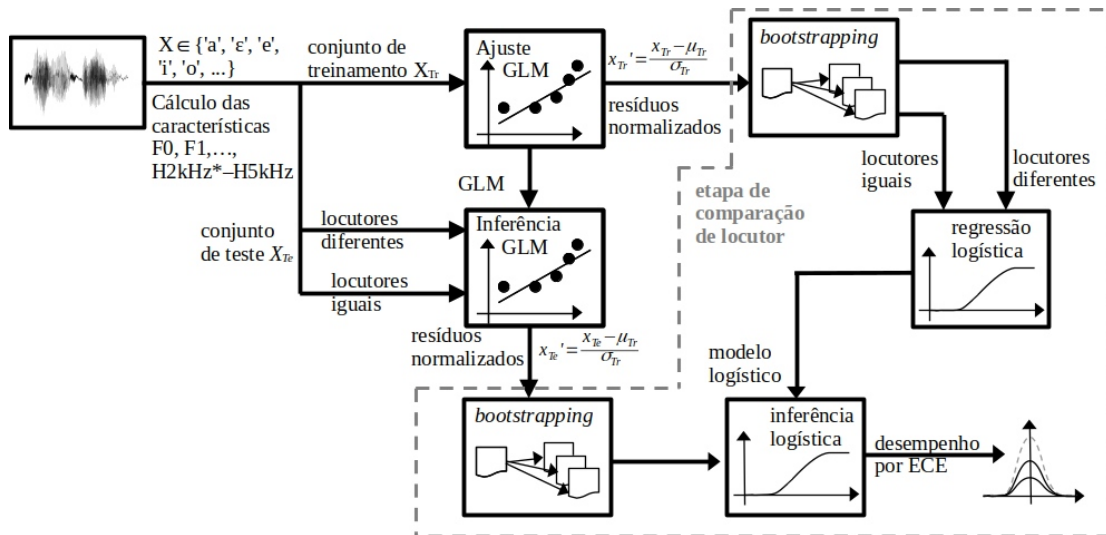 X ∈ {'a', 'ε', 'e',
'i', 'o', ...}
Cálculo das
características
F0, F1,…,
H2kHz*–H5kHz
conjunto de
treinamento X_Tr
Ajuste
GLM
x_Tr' = (x_Tr − μ_Tr) / σ_Tr
resíduos
normalizados
bootstrapping
locutores
iguais
locutores
diferentes
GLM
etapa de
comparação
de locutor
conjunto
de teste X_Te
locutores
diferentes
locutores
iguais
Inferência
GLM
regressão
logística
resíduos
normalizados
x_Te' = (x_Te − μ_Tr) / σ_Tr
modelo
logístico
bootstrapping
inferência
logística
desempenho
por ECE